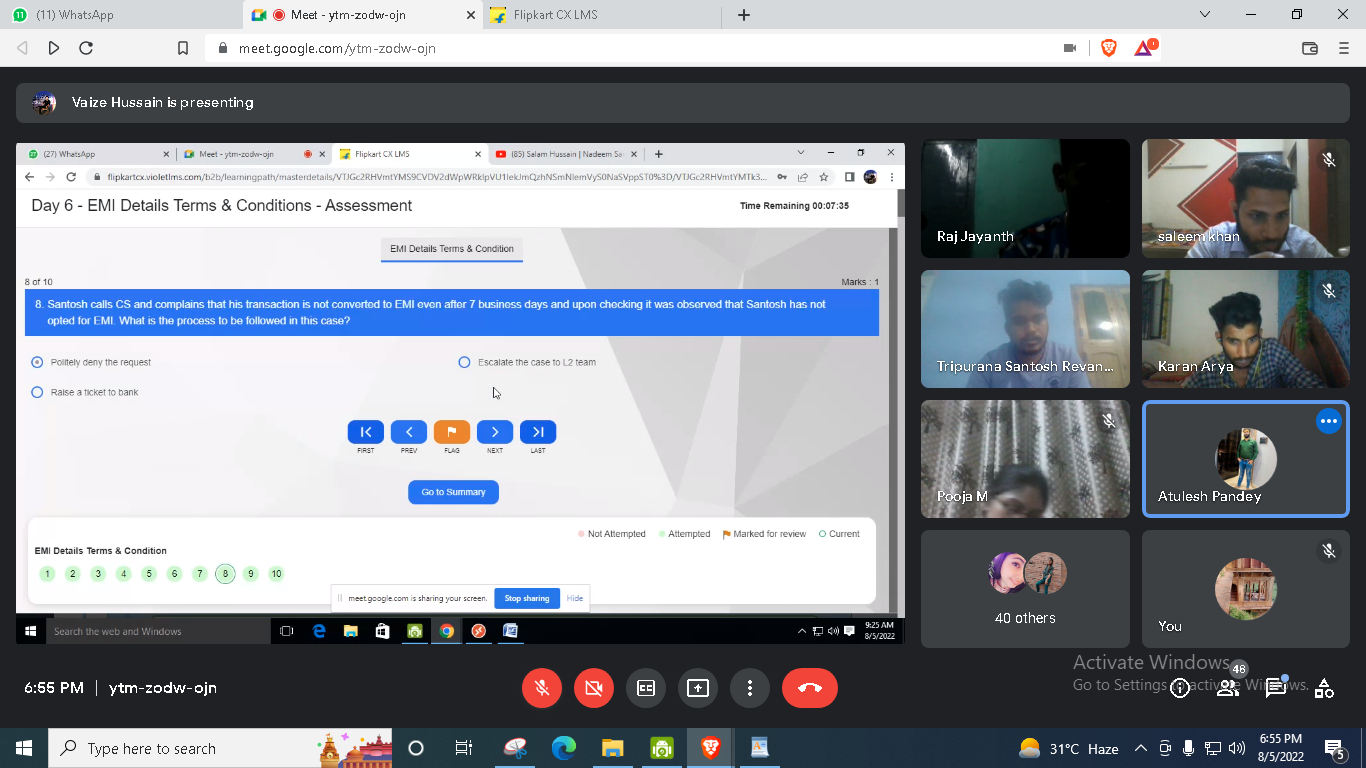 (11) WhatsApp
Meet - ytm-zodw-ojn
Flipkart CX LMS
meet.google.com/ytm-zodw-ojn
Vaize Hussain is presenting
(27) WhatsApp
Meet - ytm-zodw-ojn
Flipkart CX LMS
(85) Salam Hussain | Nadeem Sa
Day 6 - EMI Details Terms & Conditions - Assessment
Time Remaining 00:07:35
EMI Details Terms & Condition
8 of 10
Marks : 1
8. Santosh calls CS and complains that his transaction is not converted to EMI even after 7 business days and upon checking it was observed that Santosh has not
opted for EMI. What is the process to be followed in this case?
Politely deny the request
Escalate the case to L2 team
Raise a ticket to bank
FIRST
PREV
FLAG
NEXT
LAST
Go to Summary
Not Attempted
Attempted
Marked for review
Current
EMI Details Terms & Condition
1 2 3 4 5 6 7 8 9 10
meet.google.com is sharing your screen.
Stop sharing
Hide
Search the web and Windows
9:25 AM
8/5/2022
Raj Jayanth
saleem khan
Tripurana Santosh Revan...
Karan Arya
Pooja M
Atulesh Pandey
40 others
You
6:55 PM | ytm-zodw-ojn
48
Activate Windows
Go to Settings to activate Windows.
Type here to search
31°C Haze
6:55 PM
8/5/2022
5